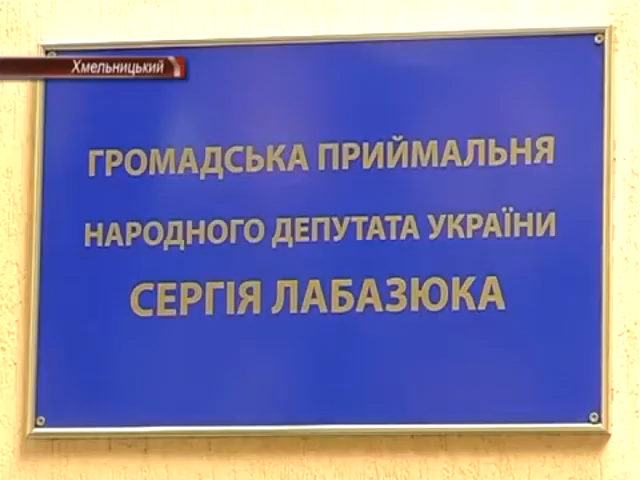 Хмельницький
ГРОМАДСЬКА ПРИЙМАЛЬНЯ
НАРОДНОГО ДЕПУТАТА УКРАЇНИ
СЕРГІЯ ЛАБАЗЮКА